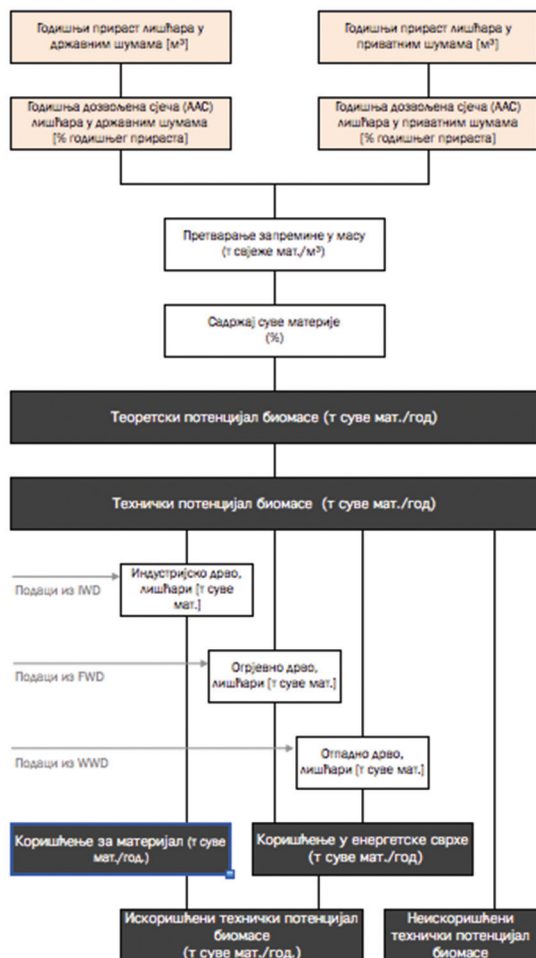 Годишњи прираст лишћара у
државним шумама [м³]
Годишњи прираст лишћара у
приватним шумама [м³]
Годишња дозвољена сјеча (ААС)
лишћара у државним шумама
[% годишњег прираста]
Годишња дозвољена сјеча (ААС)
лишћара у приватним шумама
[% годишњег прираста]
Претварање запремине у масу
(т свјеже мат./м³)
Садржај суве материје
(%)
Теоретски потенцијал биомасе (т суве мат./год)
Технички потенцијал биомасе (т суве мат./год)
Индустријско дрво,
лишћари [т суве
мат.]
Подаци из IWD
Огрјевно дрво,
лишћари [т суве мат.]
Подаци из FWD
Отпадно дрво,
лишћари [т суве мат.]
Подаци из WWD
Коришћење за материјал (т суве
мат./год.)
Коришћење у енергетске сврхе
(т суве мат./год)
Искоришћени технички потенцијал
биомасе
(т суве мат./год.)
Неискоришћени
технички потенцијал
биомасе